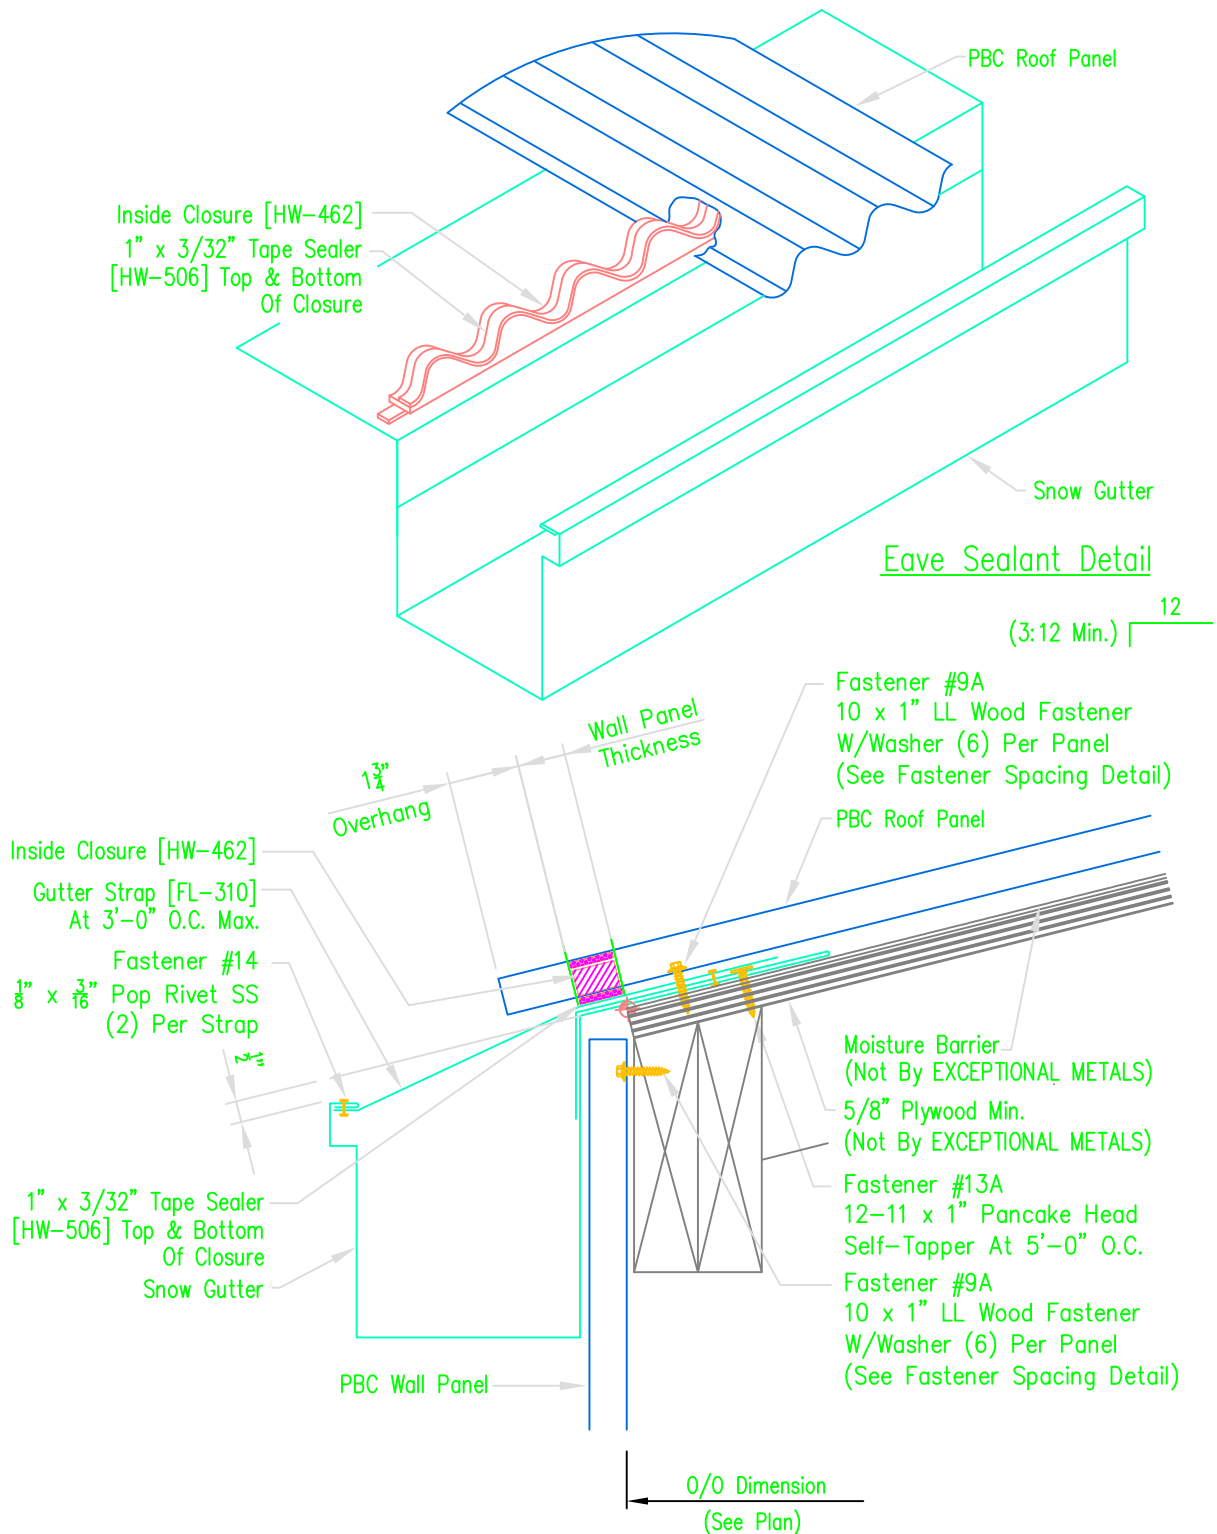 PBC Roof Panel
Inside Closure [HW-462]
1" x 3/32" Tape Sealer
[HW-506] Top & Bottom
Of Closure
Snow Gutter
Eave Sealant Detail
12
(3:12 Min.)
Fastener #9A
10 x 1" LL Wood Fastener
W/Washer (6) Per Panel
(See Fastener Spacing Detail)
Wall Panel
Thickness
1 3/4"
Overhang
PBC Roof Panel
Inside Closure [HW-462]
Gutter Strap [FL-310]
At 3'-0" O.C. Max.
Fastener #14
1/8" x 3/16" Pop Rivet SS
(2) Per Strap
1/2"
Moisture Barrier
(Not By EXCEPTIONAL METALS)
5/8" Plywood Min.
(Not By EXCEPTIONAL METALS)
1" x 3/32" Tape Sealer
[HW-506] Top & Bottom
Of Closure
Snow Gutter
Fastener #13A
12-11 x 1" Pancake Head
Self-Tapper At 5'-0" O.C.
Fastener #9A
10 x 1" LL Wood Fastener
W/Washer (6) Per Panel
(See Fastener Spacing Detail)
PBC Wall Panel
O/O Dimension
(See Plan)